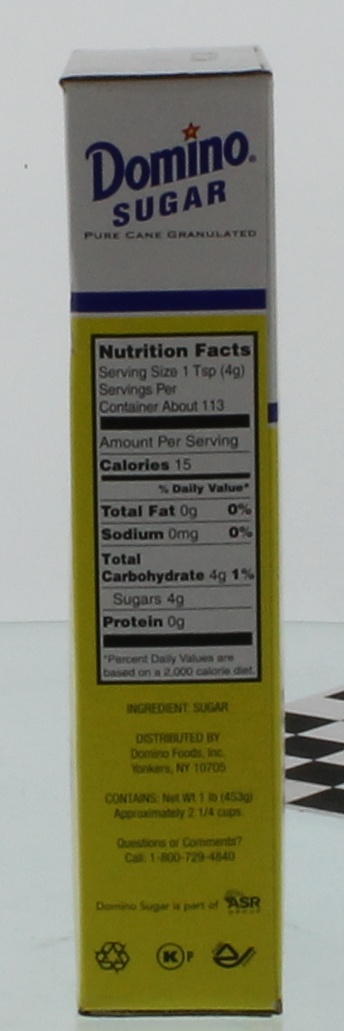 Domino®
SUGAR
PURE CANE GRANULATED
Nutrition Facts
Serving Size 1 Tsp (4g)
Servings Per
Container About 113
Amount Per Serving
Calories 15
% Daily Value*
Total Fat 0g 0%
Sodium 0mg 0%
Total
Carbohydrate 4g 1%
Sugars 4g
Protein 0g
*Percent Daily Values are
based on a 2,000 calorie diet.
INGREDIENT: SUGAR
DISTRIBUTED BY
Domino Foods, Inc.
Yonkers, NY 10705
CONTAINS: Net Wt 1 lb (453g)
Approximately 2 1/4 cups.
Questions or Comments?
Call: 1-800-729-4840
Domino Sugar is part of ASR
GROUP
K P